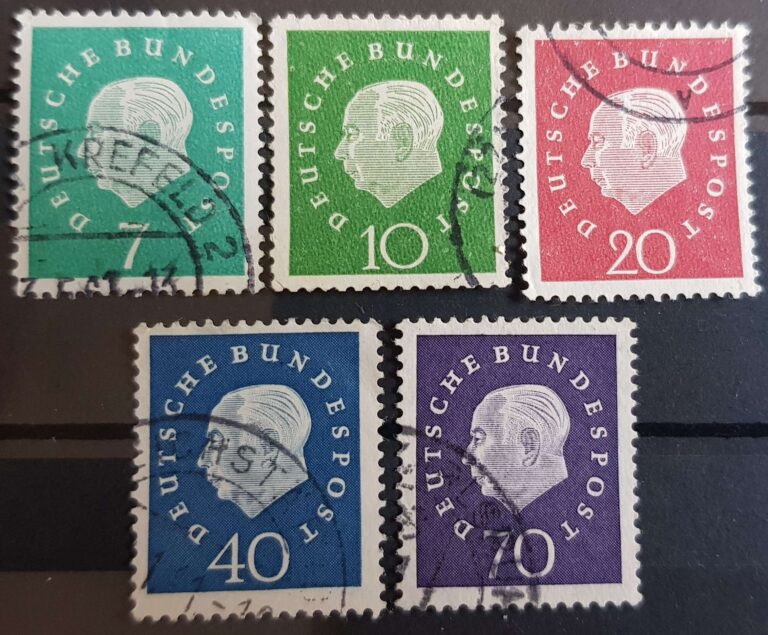 DEUTSCHE BUNDESPOST
7
KREFELD 2
DEUTSCHE BUNDESPOST
10
DEUTSCHE BUNDESPOST
20
DEUTSCHE BUNDESPOST
40
DEUTSCHE BUNDESPOST
70